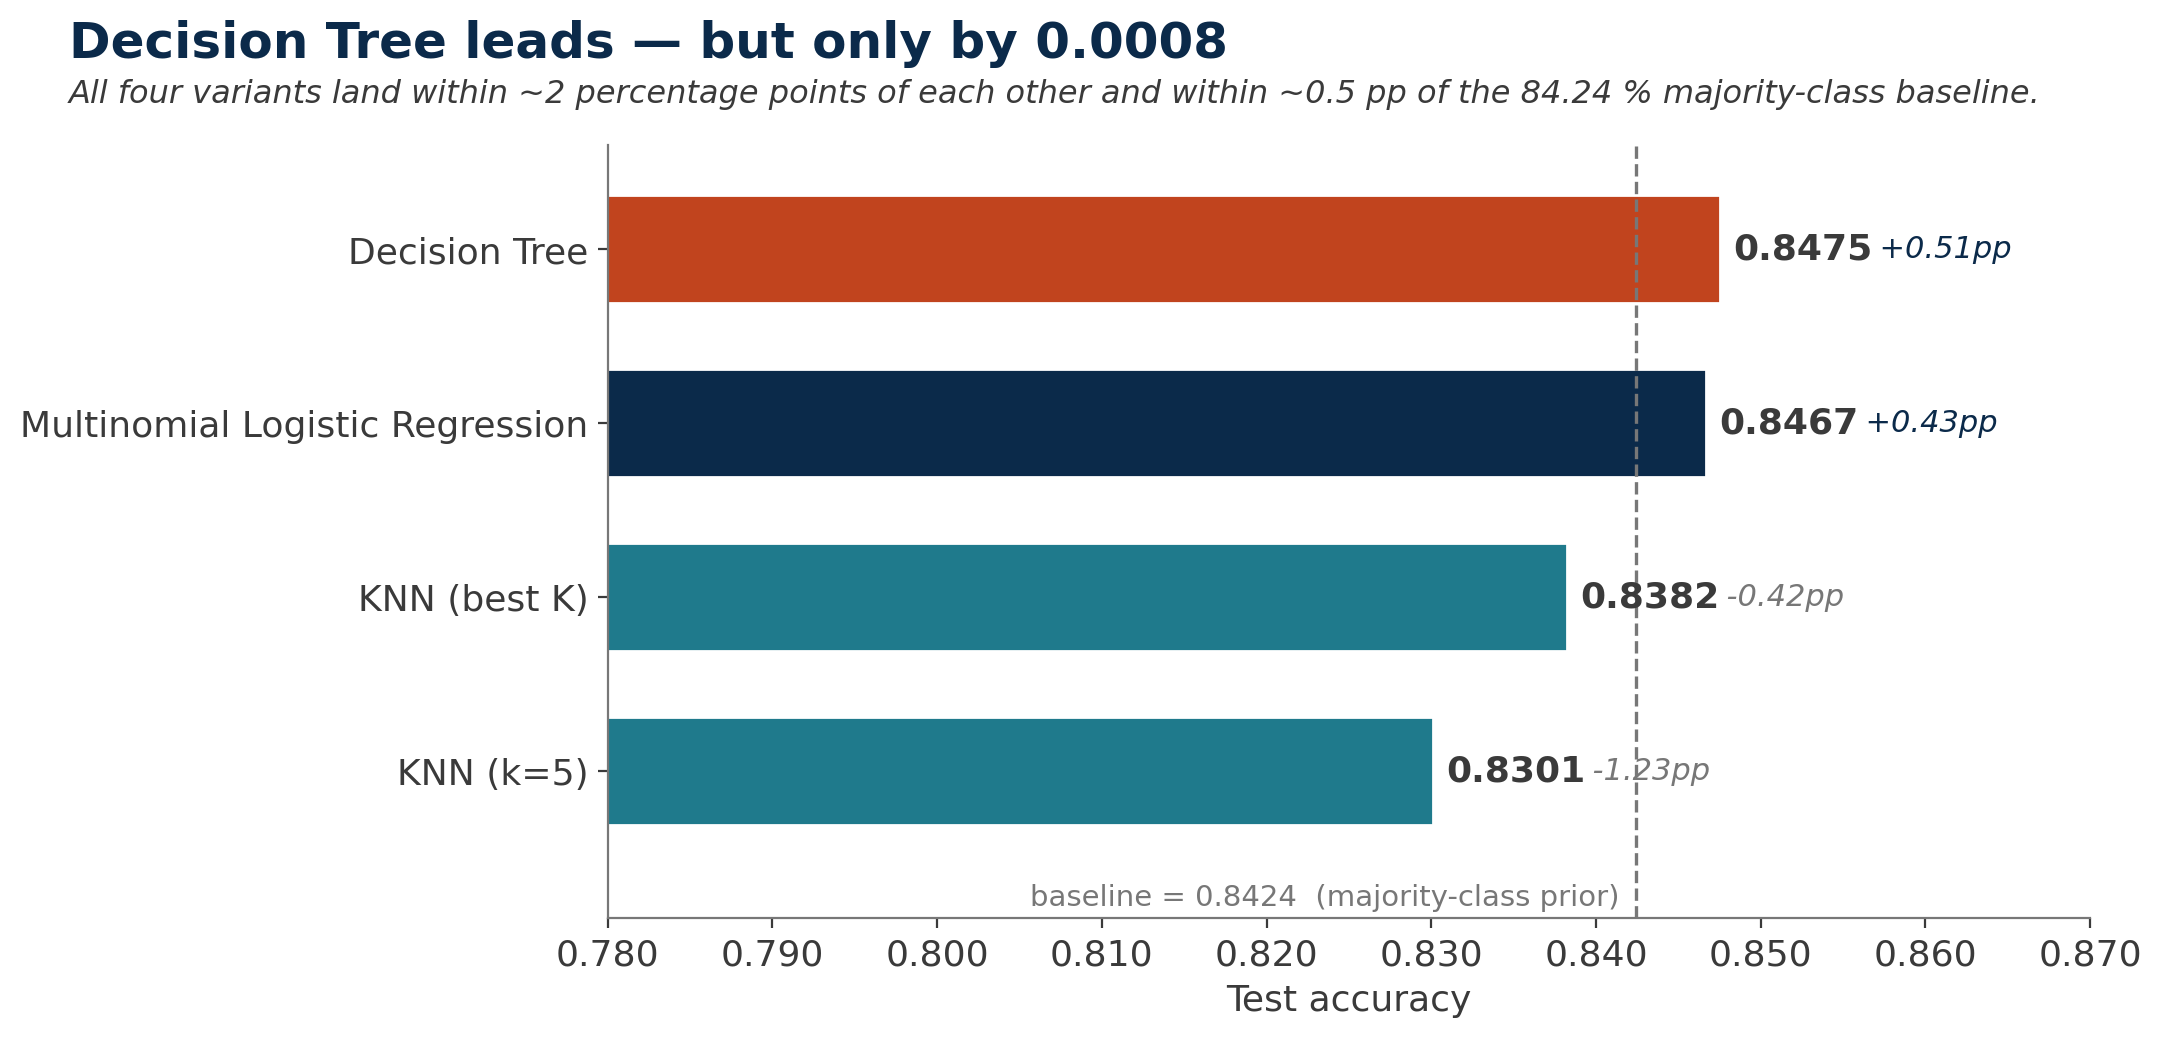 Decision Tree leads — but only by 0.0008
All four variants land within ~2 percentage points of each other and within ~0.5 pp of the 84.24 % majority-class baseline.
Decision Tree 0.8475 +0.51pp
Multinomial Logistic Regression 0.8467 +0.43pp
KNN (best K) 0.8382 -0.42pp
KNN (k=5) 0.8301 -1.23pp
baseline = 0.8424 (majority-class prior)
0.780 0.790 0.800 0.810 0.820 0.830 0.840 0.850 0.860 0.870
Test accuracy